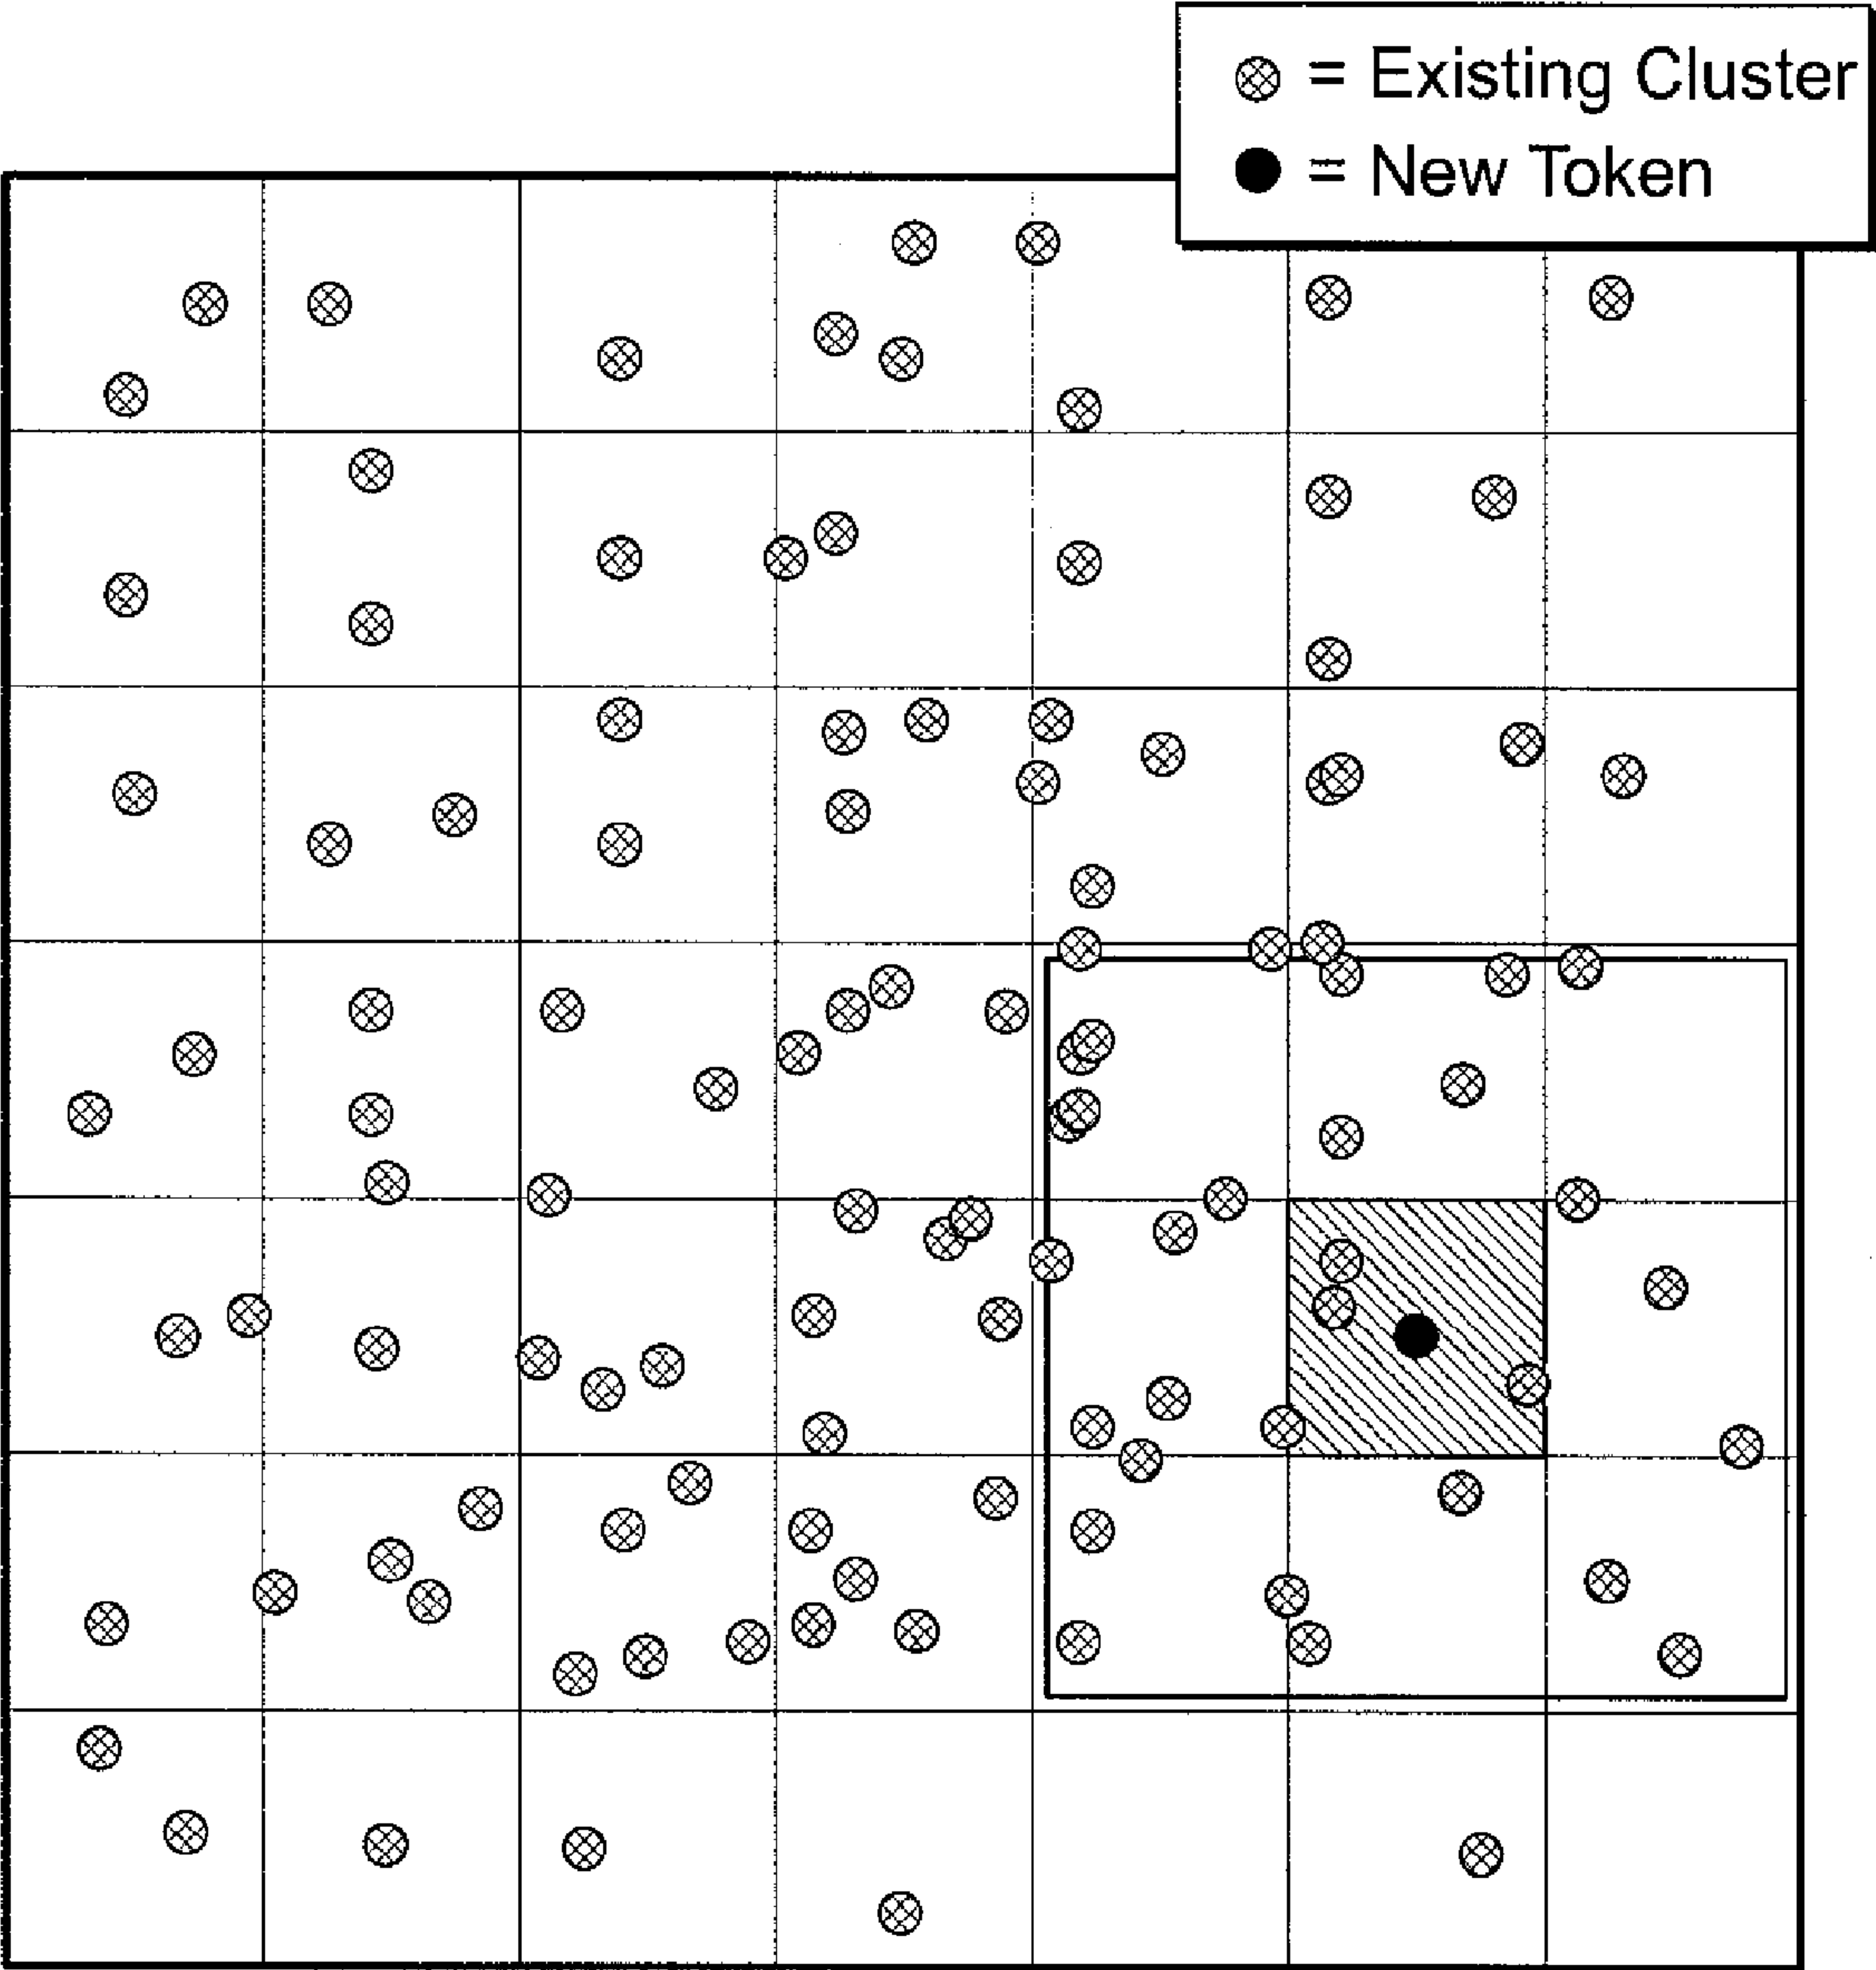 = Existing Cluster
= New Token